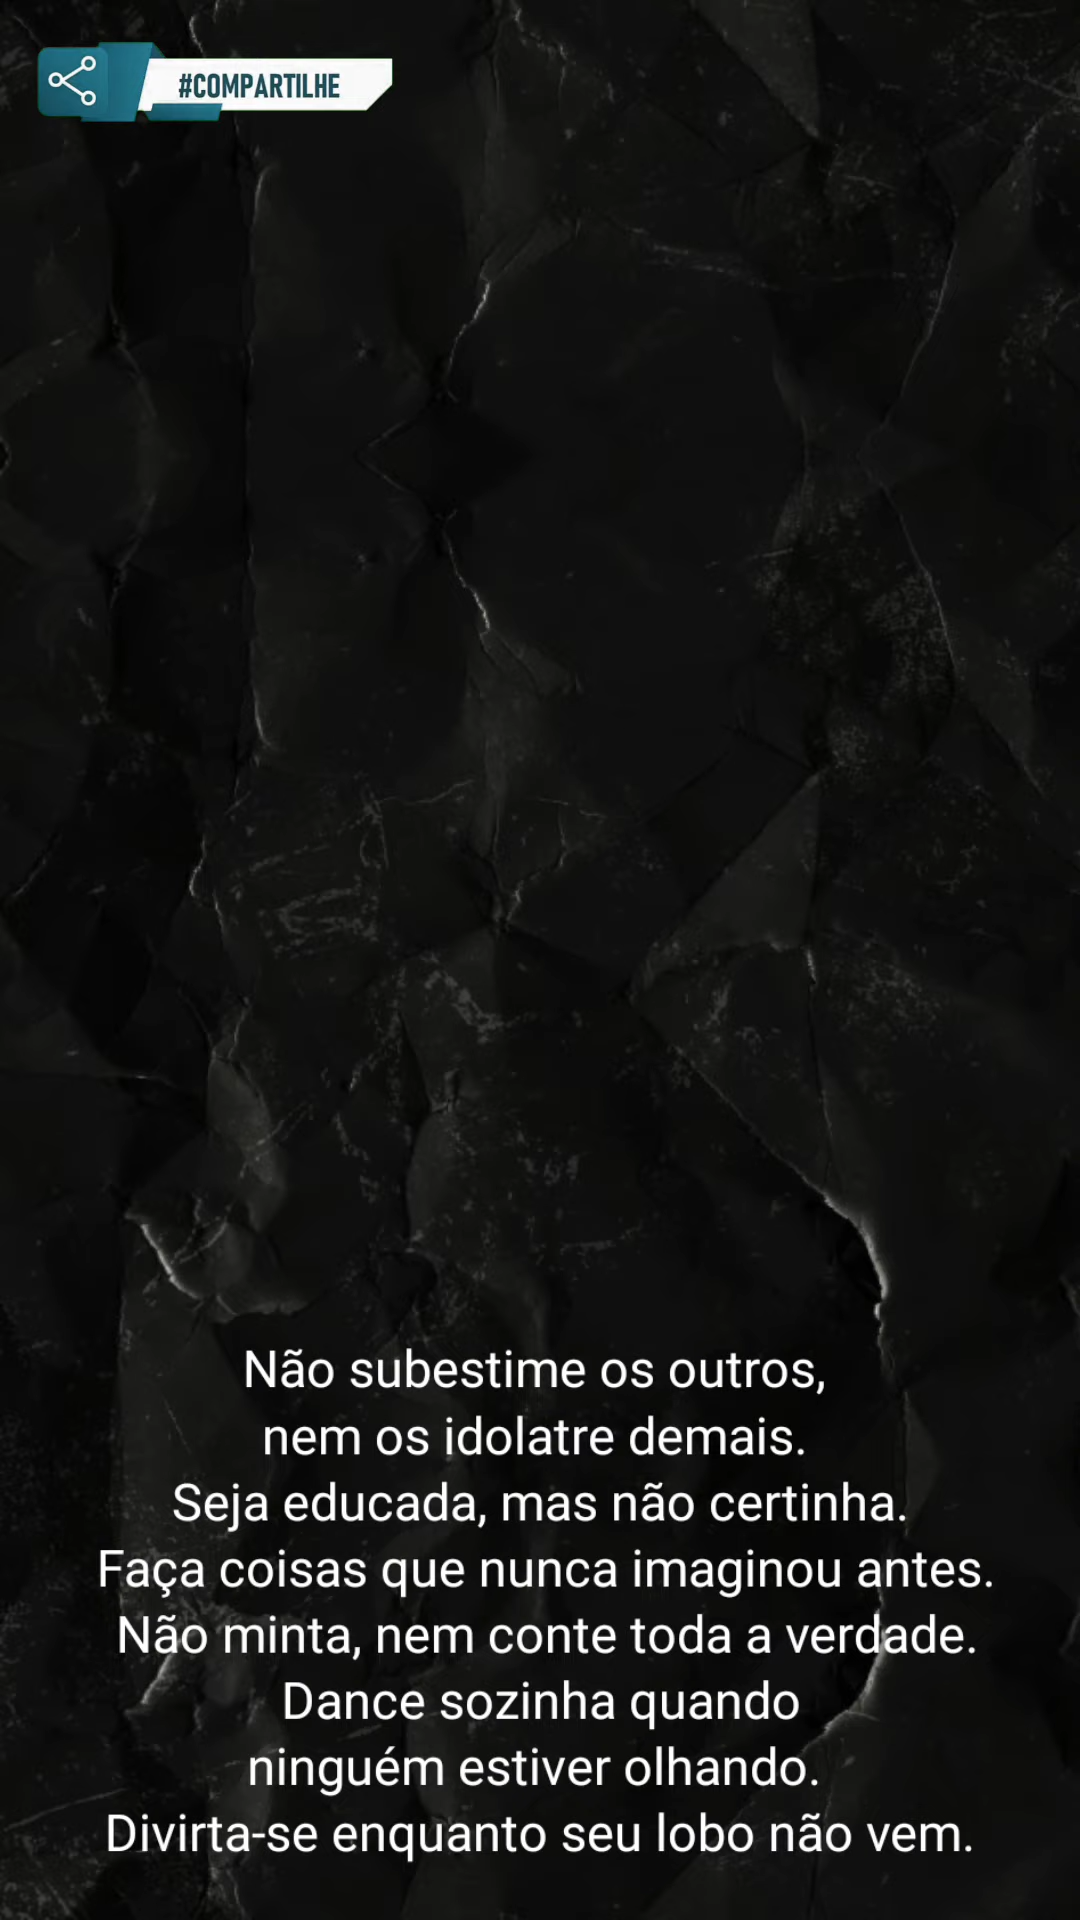 #COMPARTILHE
Não subestime os outros,
nem os idolatre demais.
Seja educada, mas não certinha.
Faça coisas que nunca imaginou antes.
Não minta, nem conte toda a verdade.
Dance sozinha quando
ninguém estiver olhando.
Divirta-se enquanto seu lobo não vem.